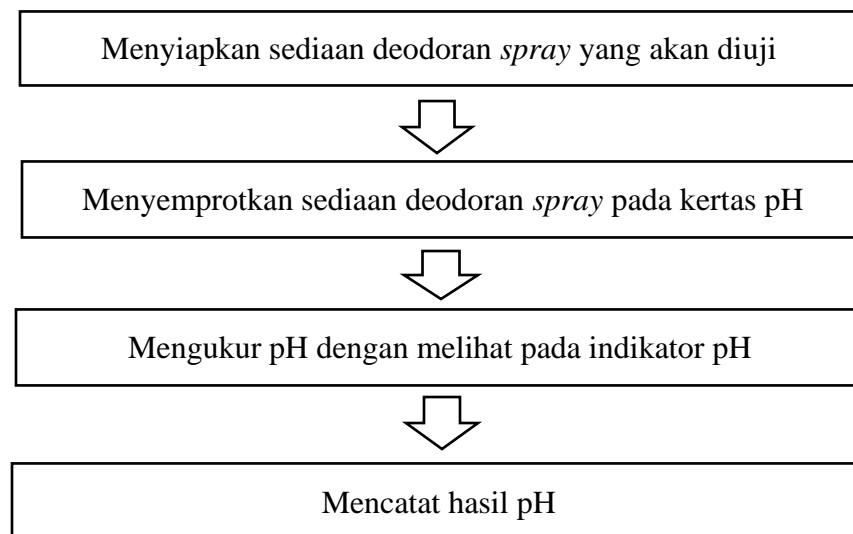 Menyiapkan sediaan deodoran spray yang akan diuji
Menyemprotkan sediaan deodoran spray pada kertas pH
Mengukur pH dengan melihat pada indikator pH
Mencatat hasil pH